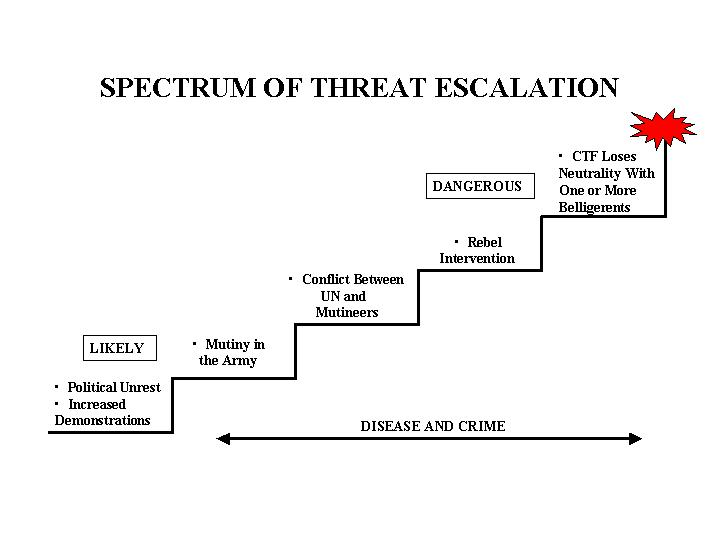 SPECTRUM OF THREAT ESCALATION
• CTF Loses
Neutrality With
One or More
Belligerents
DANGEROUS
• Rebel
Intervention
• Conflict Between
UN and
Mutineers
LIKELY
• Mutiny in
the Army
• Political Unrest
• Increased
Demonstrations
DISEASE AND CRIME